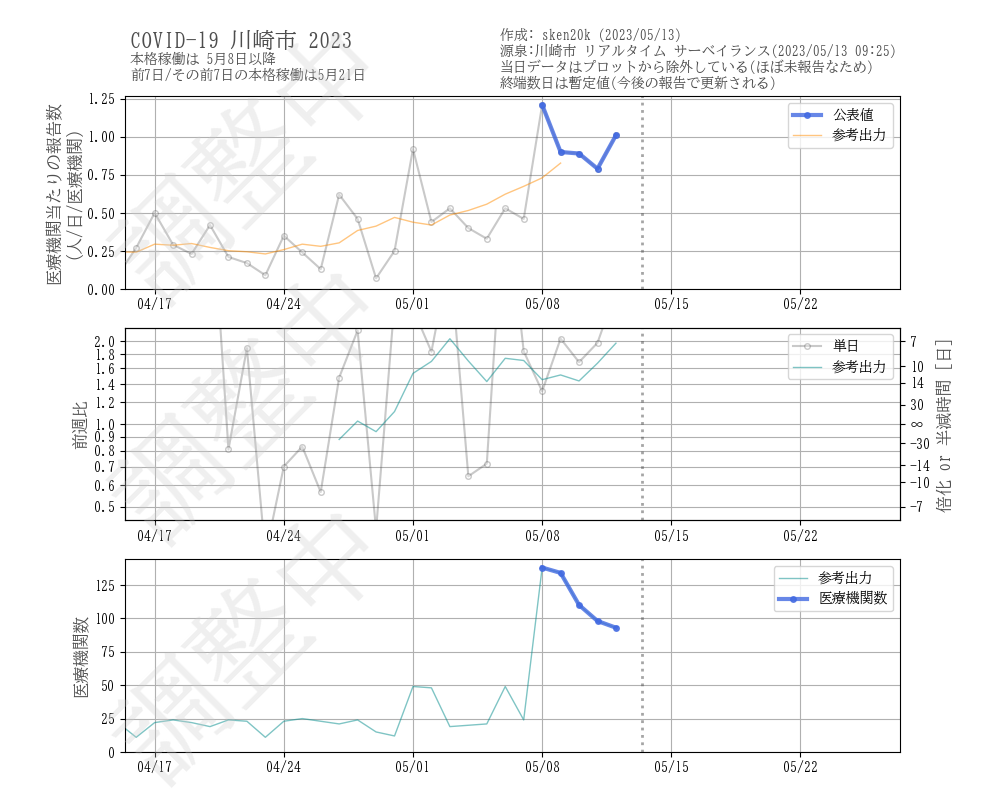 COVID-19 川崎市 2023
本格稼働は 5月8日以降
前7日/その前7日の本格稼働は5月21日
作成: sken20k (2023/05/13)
源泉:川崎市 リアルタイム サーベイランス(2023/05/13 09:25)
当日データはプロットから除外している(ほぼ未報告なため)
終端数日は暫定値(今後の報告で更新される)
調整中
医療機関当たりの報告数
(人/日/医療機関)
1.25
1.00
0.75
0.50
0.25
0.00
公表値
参考出力
04/17 04/24 05/01 05/08 05/15 05/22
調整中
前週比
2.0
1.8
1.6
1.4
1.2
1.0
0.9
0.8
0.7
0.6
0.5
単日
参考出力
7
10
14
30
∞
-30
-14
-10
-7
倍化 or 半減時間 [日]
04/17 04/24 05/01 05/08 05/15 05/22
調整中
医療機関数
125
100
75
50
25
0
参考出力
医療機関数
04/17 04/24 05/01 05/08 05/15 05/22